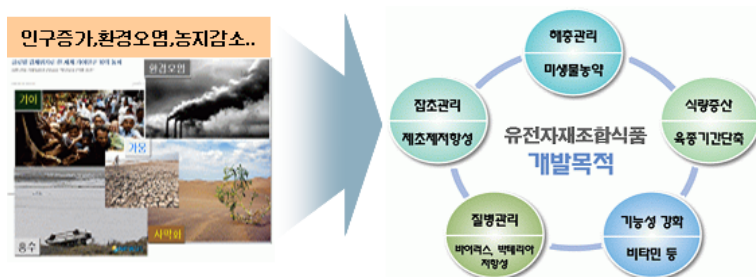 인구증가,환경오염,농지감소..
환경오염
기아
가뭄
사막화
홍수
해충관리
미생물농약
잡초관리
제초제저항성
식량증산
육종기간단축
유전자재조합식품
개발목적
질병관리
바이러스, 박테리아
저항성
기능성 강화
비타민 등